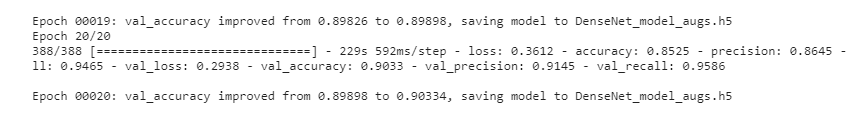 Epoch 00019: val_accuracy improved from 0.89826 to 0.89898, saving model to DenseNet_model_augs.h5
Epoch 20/20
388/388 [==============================] - 229s 592ms/step - loss: 0.3612 - accuracy: 0.8525 - precision: 0.8645 -
ll: 0.9465 - val_loss: 0.2938 - val_accuracy: 0.9033 - val_precision: 0.9145 - val_recall: 0.9586
Epoch 00020: val_accuracy improved from 0.89898 to 0.90334, saving model to DenseNet_model_augs.h5